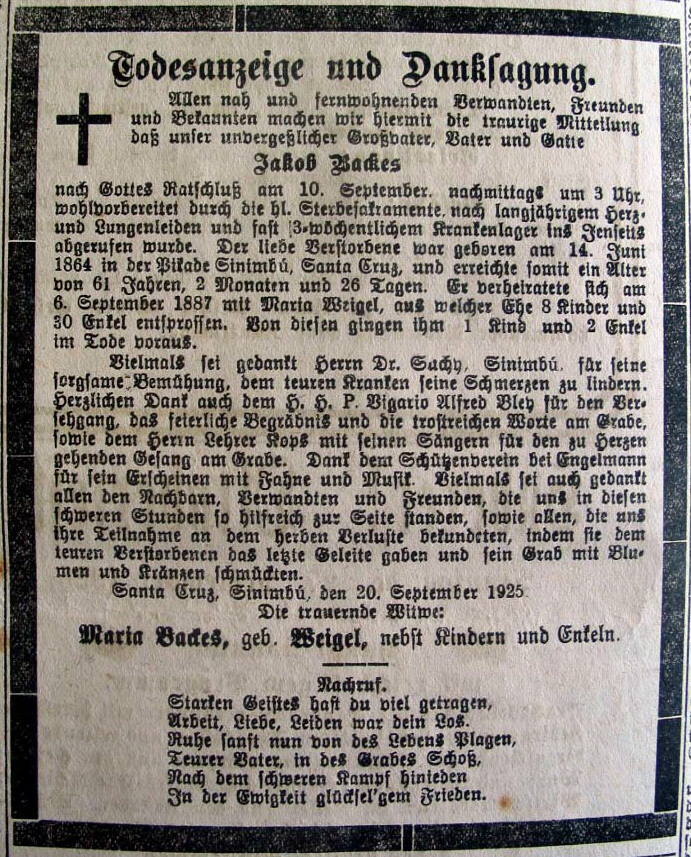 Todesanzeige und Danksagung.
Allen nah und fernwohnenden Verwandten, Freunden
und Bekannten machen wir hiermit die traurige Mitteilung
daß unser unvergeßlicher Großvater, Vater und Gatte
Jakob Backes
nach Gottes Ratschluß am 10. September. nachmittags um 3 Uhr,
wohlvorbereitet durch die hl. Sterbesakramente, nach langjährigem Herz-
und Lungenleiden und fast 3-wöchentlichem Krankenlager ins Jenseits
abgerufen wurde. Der liebe Verstorbene war geboren am 14. Juni
1864 in der Pikade Sinimbú, Santa Cruz, und erreichte somit ein Alter
von 61 Jahren, 2 Monaten und 26 Tagen. Er verheiratete sich am
6. September 1887 mit Maria Weigel, aus welcher Ehe 8 Kinder und
30 Enkel entsprossen. Von diesen gingen ihm 1 Kind und 2 Enkel
im Tode voraus.
Vielmals sei gedankt Herrn Dr. Suchy, Sinimbú, für seine
sorgsame Bemühung, dem teuren Kranken seine Schmerzen zu lindern.
Herzlichen Dank auch dem H. H. P. Vigario Alfred Bley für den Ver-
sehgang, das feierliche Begräbnis und die trostreichen Worte am Grabe,
sowie dem Herrn Lehrer Kops mit seinen Sängern für den zu Herzen
gehenden Gesang am Grabe. Dank dem Schützenverein bei Engelmann
für sein Erscheinen mit Fahne und Musik. Vielmals sei auch gedankt
allen den Nachbarn, Verwandten und Freunden, die uns in diesen
schweren Stunden so hilfreich zur Seite standen, sowie allen, die uns
ihre Teilnahme an dem herben Verluste bekundeten, indem sie dem
teuren Verstorbenen das letzte Geleite gaben und sein Grab mit Blu-
men und Kränzen schmückten.
Santa Cruz, Sinimbú, den 20. September 1925
Die trauernde Witwe:
Maria Backes, geb. Weigel, nebst Kindern und Enkeln.
Nachruf.
Starken Geistes hast du viel getragen,
Arbeit, Liebe, Leiden war dein Los.
Ruhe sanft nun von des Lebens Plagen,
Teurer Vater, in des Grabes Schoß,
Nach dem schweren Kampf hinieden
In der Ewigkeit glücksel'gem Frieden.